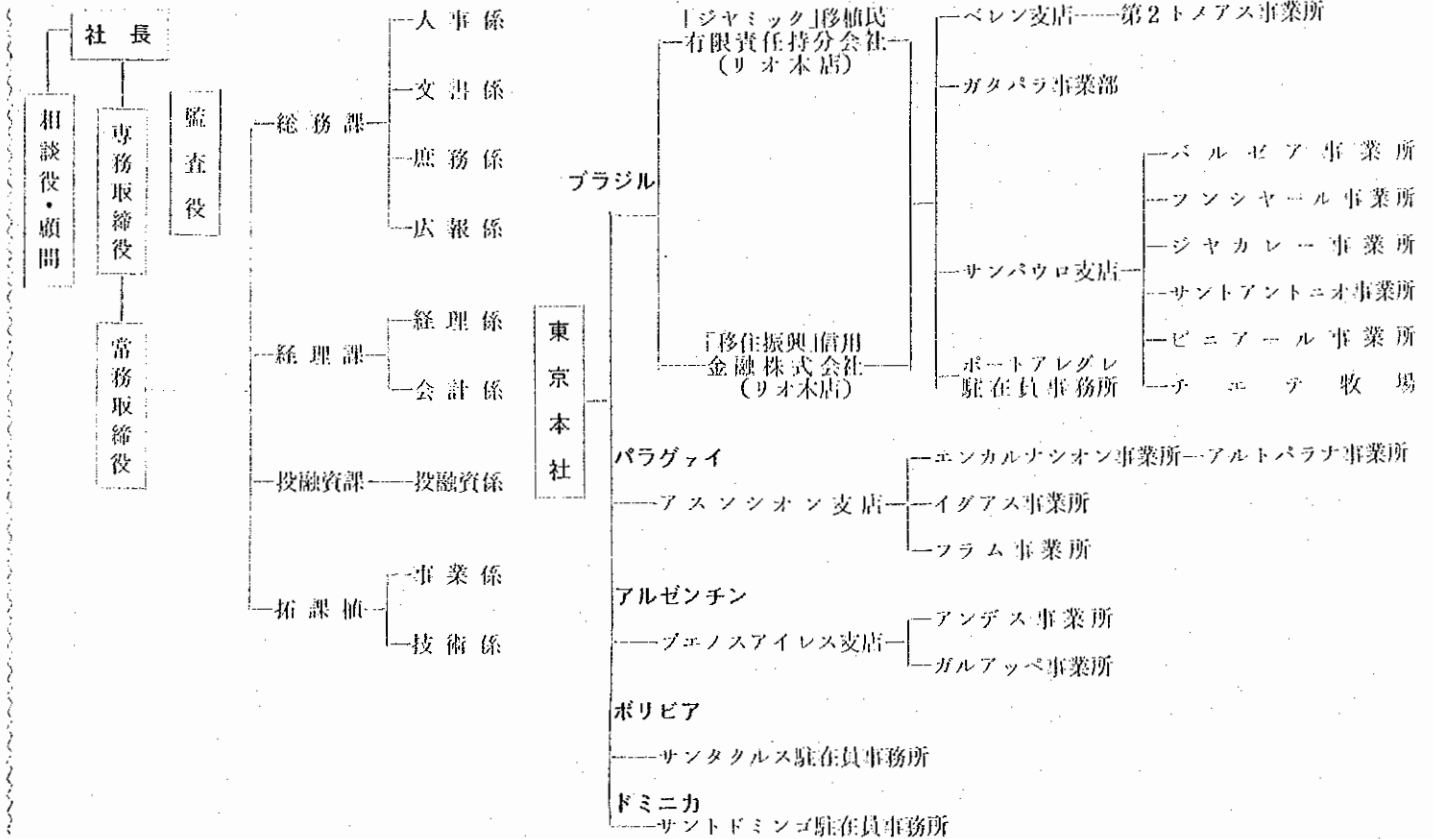 社長
相談役・顧問
専務取締役
監査役
常務取締役
総務課
人事係
文書係
庶務係
広報係
経理課
経理係
会計係
投融資課
投融資係
拓課植
事業係
技術係
東京本社
ブラジル
「ジヤミック」移植民
有限責任持分会社
(リオ本店)
「移住振興」信用
金融株式会社
(リオ本店)
ベレン支店
第2トメアス事業所
ガタパラ事業部
サンパウロ支店
バルゼア事業所
フンシヤール事業所
ジヤカレー事業所
サントアントニオ事業所
ピニアール事業所
チエテ牧場
ポートアレグレ
駐在員事務所
パラグァイ
アスンシオン支店
エンカルナシオン事業所
アルトパラナ事業所
イグアス事業所
フラム事業所
アルゼンチン
ブエノスアイレス支店
アンデス事業所
ガルアッペ事業所
ボリビア
サンタクルス駐在員事務所
ドミニカ
サントドミンゴ駐在員事務所